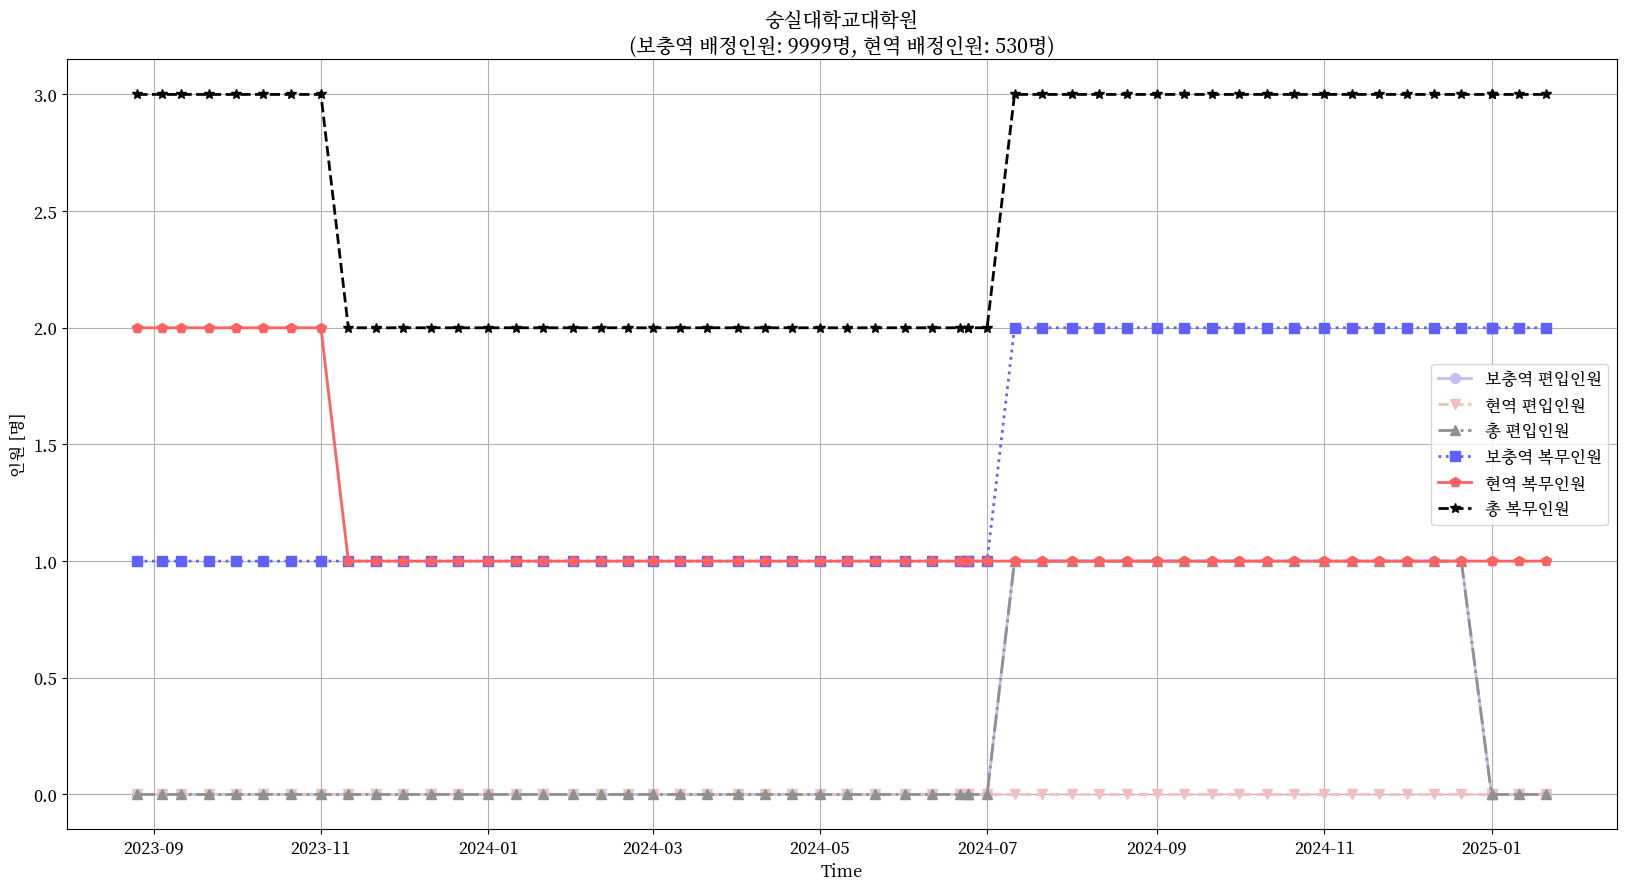 숭실대학교대학원
(보충역 배정인원: 9999명, 현역 배정인원: 530명)
3.0
2.5
2.0
1.5
1.0
0.5
0.0
인원 [명]
보충역 편입인원
현역 편입인원
총 편입인원
보충역 복무인원
현역 복무인원
총 복무인원
2023-09
2023-11
2024-01
2024-03
2024-05
2024-07
2024-09
2024-11
2025-01
Time